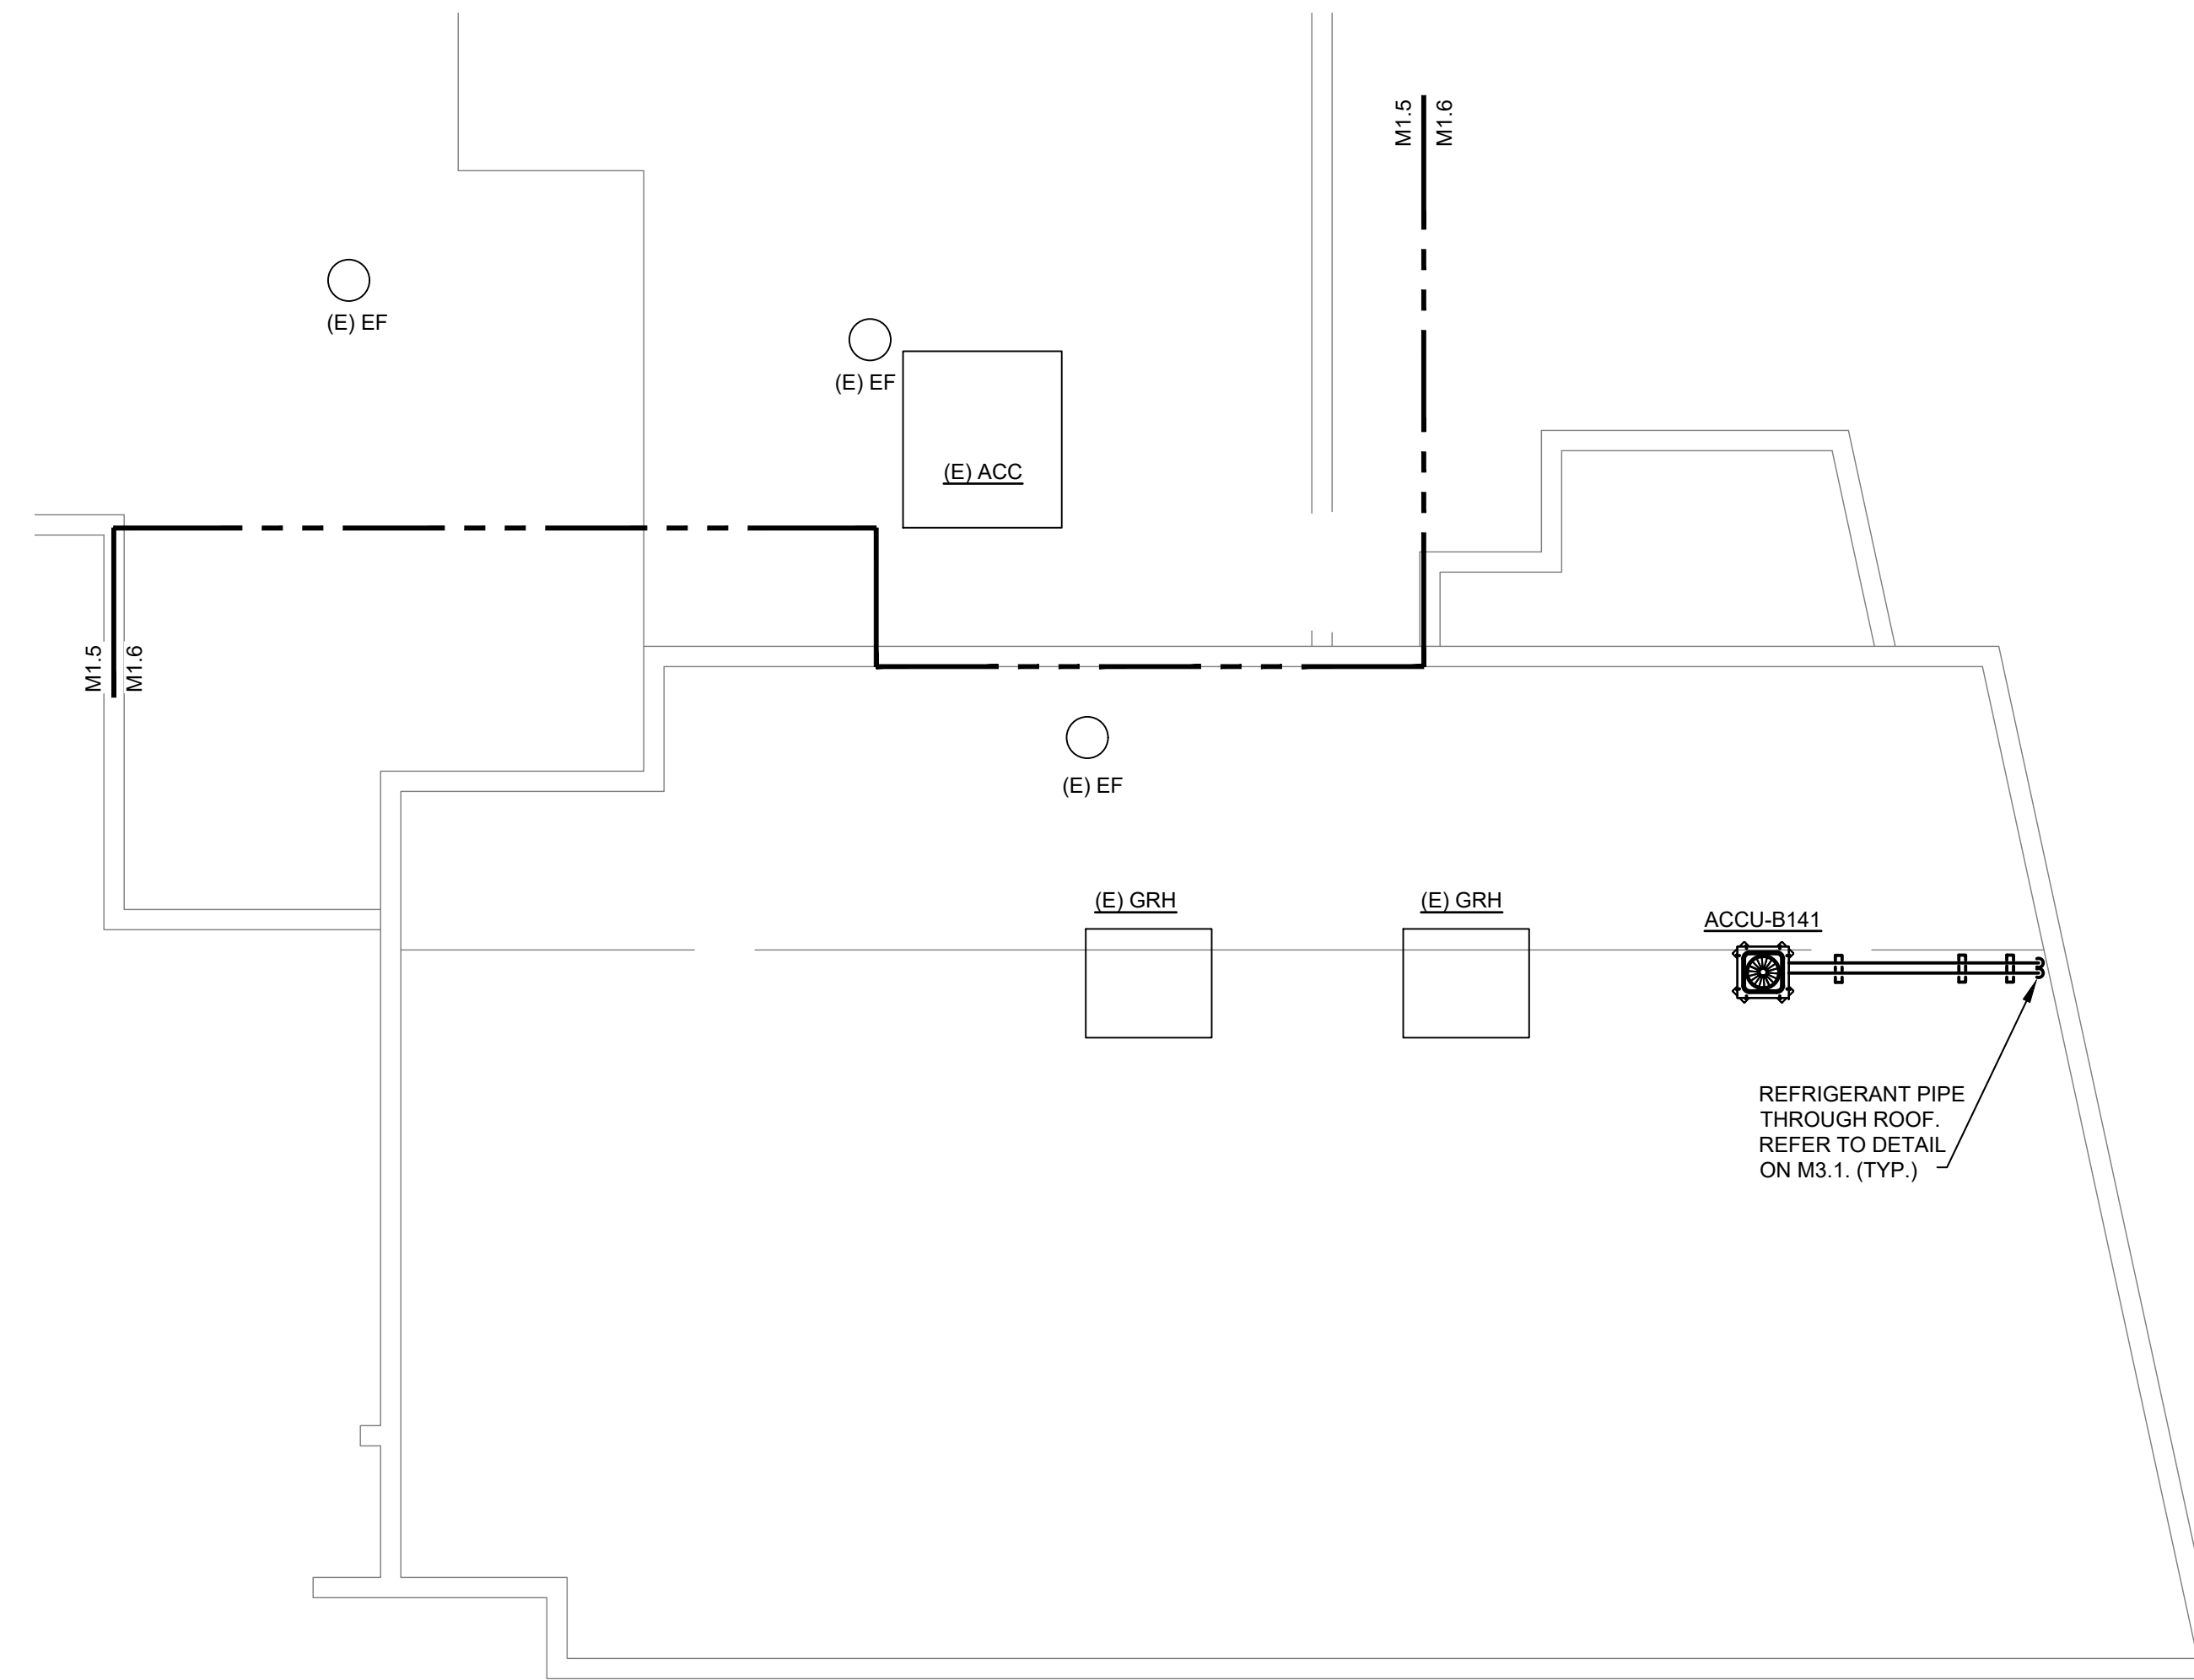 M1.5
M1.6
(E) EF
(E) EF
(E) ACC
M1.5
M1.6
(E) EF
(E) GRH
(E) GRH
ACCU-B141
REFRIGERANT PIPE
THROUGH ROOF.
REFER TO DETAIL
ON M3.1. (TYP.)